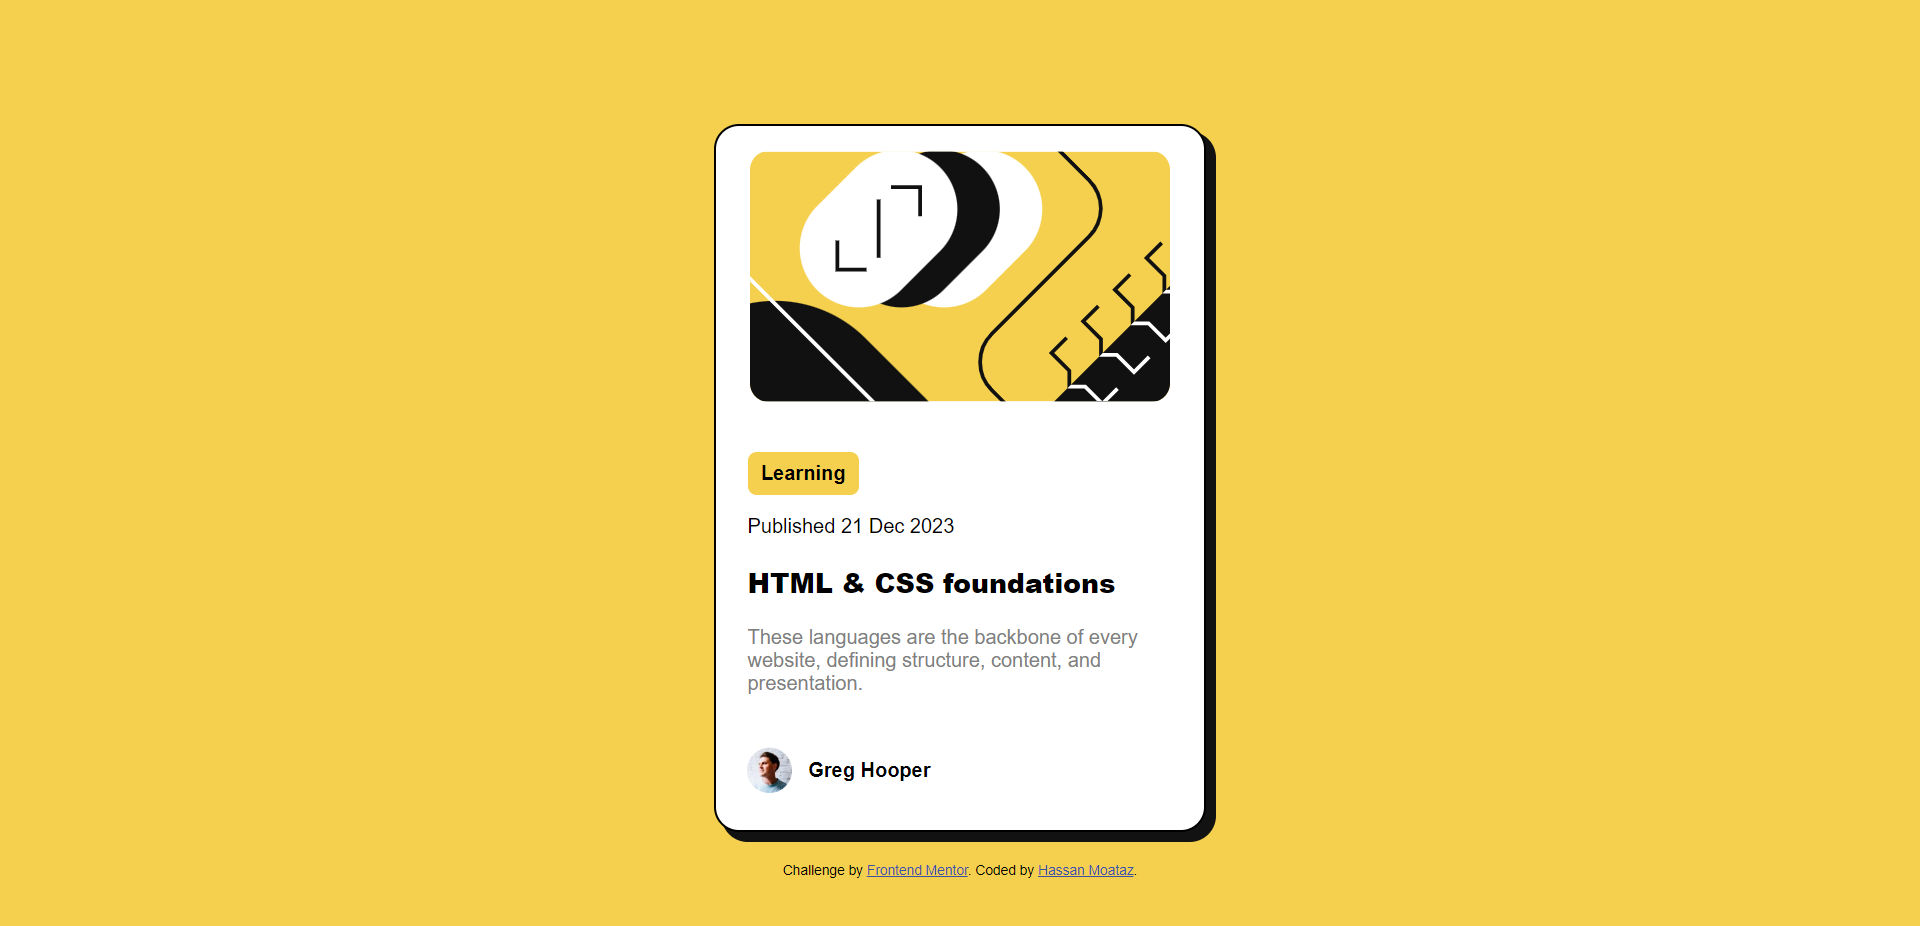 Learning
Published 21 Dec 2023
HTML & CSS foundations
These languages are the backbone of every
website, defining structure, content, and
presentation.
Greg Hooper
Challenge by Frontend Mentor. Coded by Hassan Moataz.